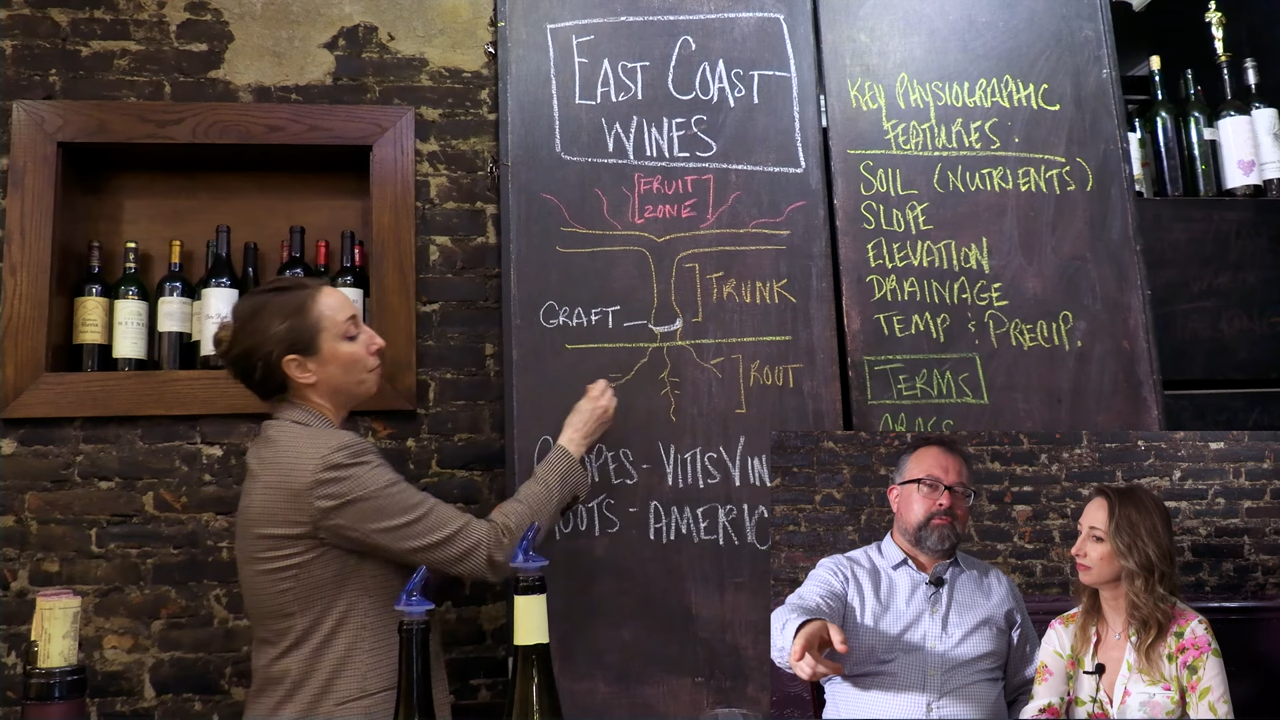 EAST COAST
WINES
[FRUIT
ZONE]
TRUNK
GRAFT
ROOT
VITIS VIN
AMERIC
KEY PHYSIOGRAPHIC
FEATURES:
SOIL (NUTRIENTS)
SLOPE
ELEVATION
DRAINAGE
TEMP & PRECIP.
TERMS